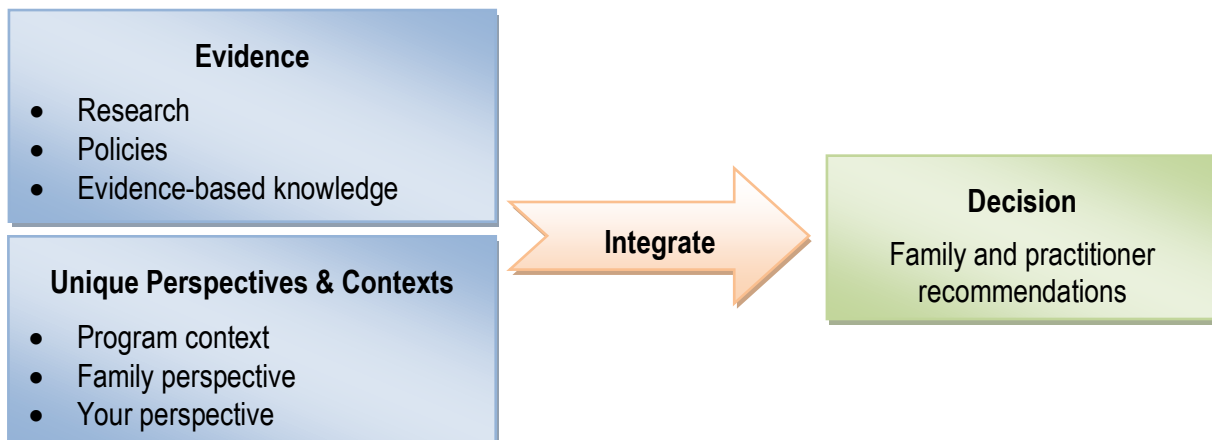 Evidence
• Research
• Policies
• Evidence-based knowledge
Unique Perspectives & Contexts
• Program context
• Family perspective
• Your perspective
Integrate
Decision
Family and practitioner
recommendations